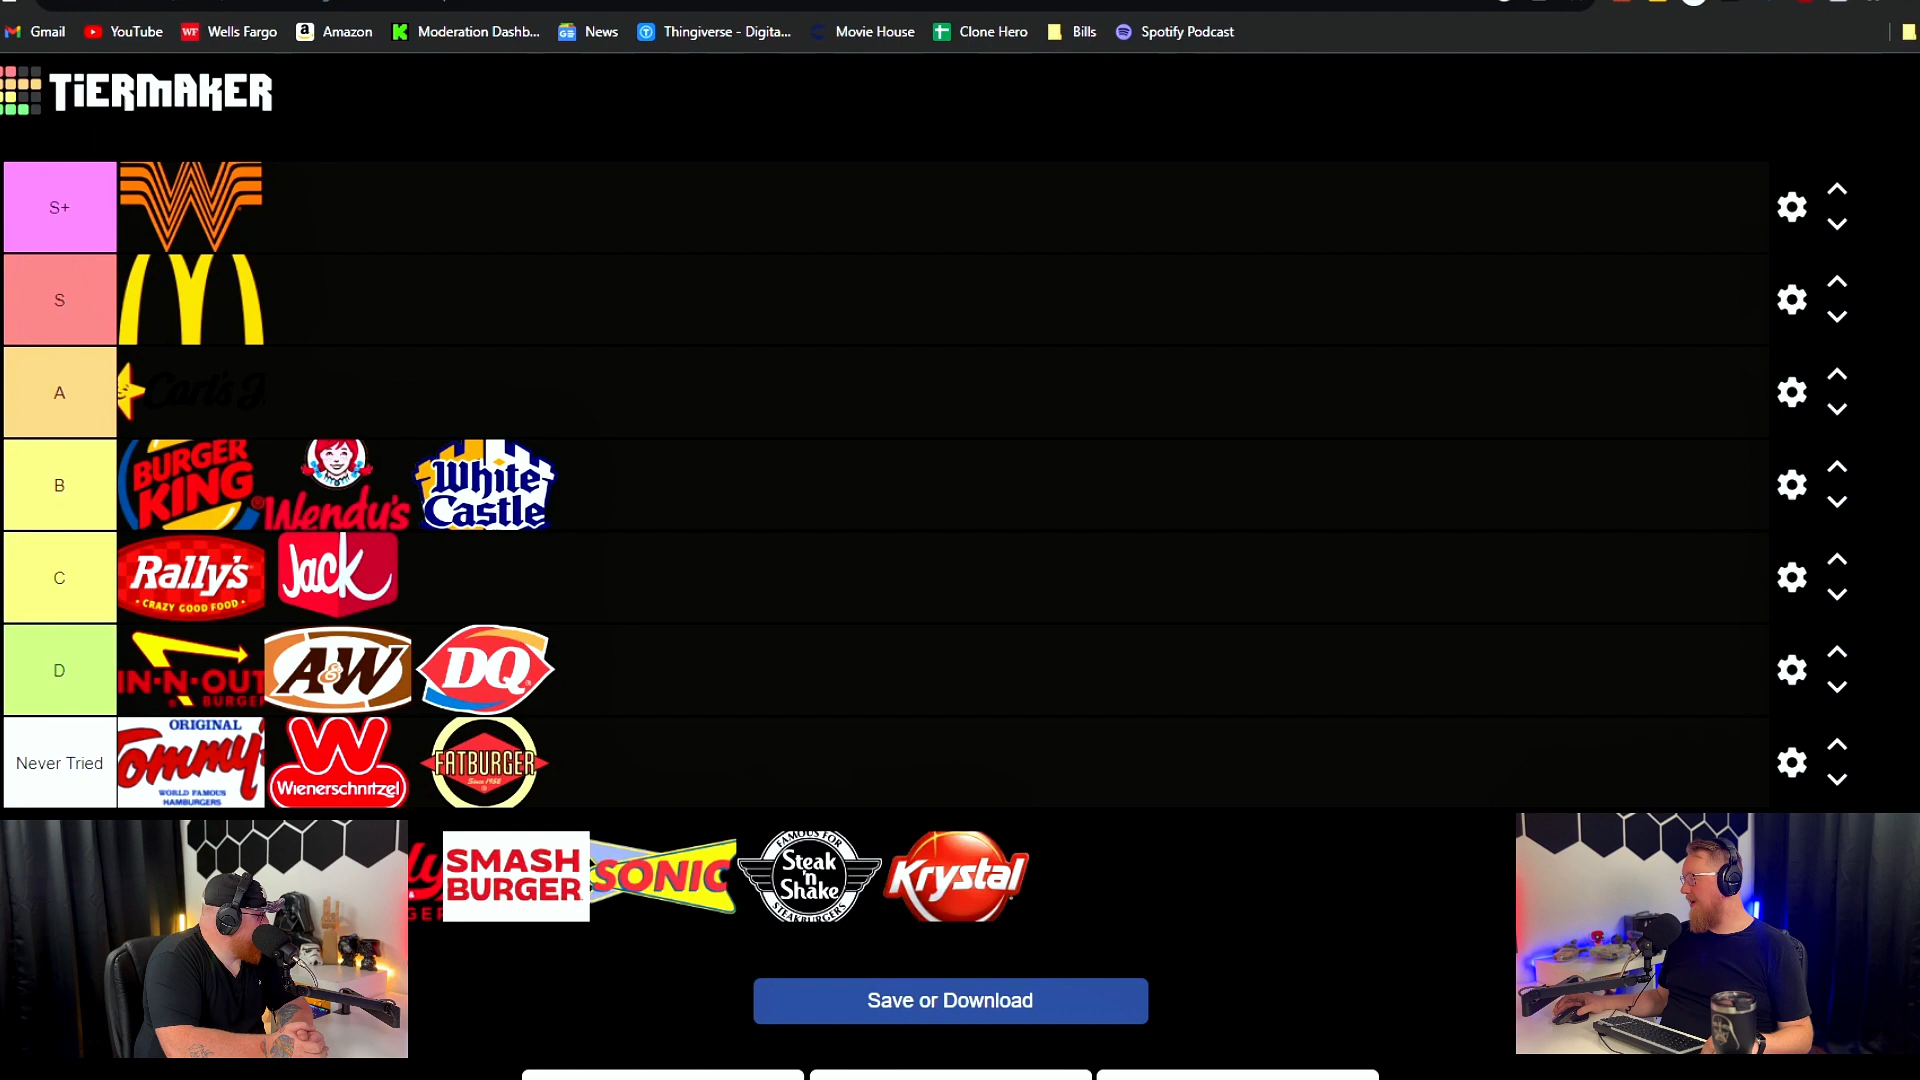 Gmail
YouTube
Wells Fargo
Amazon
Moderation Dashb...
News
Thingiverse - Digita...
Movie House
Clone Hero
Bills
Spotify Podcast
TiERMAKER
S+
S
A
Carl's J
B
BURGER
KING
®
Wendy's
White
Castle
C
Rally's
• CRAZY GOOD FOOD •
Jack
D
IN-N-OUT
BURGER
A&W
DQ
Never Tried
ORIGINAL
Tommy's
WORLD FAMOUS
HAMBURGERS
W
Wienerschnitzel
FATBURGER
Since 1952
SMASH
BURGER
SONIC
FAMOUS FOR
Steak
'n
Shake
STEAKBURGERS
Krystal
Save or Download